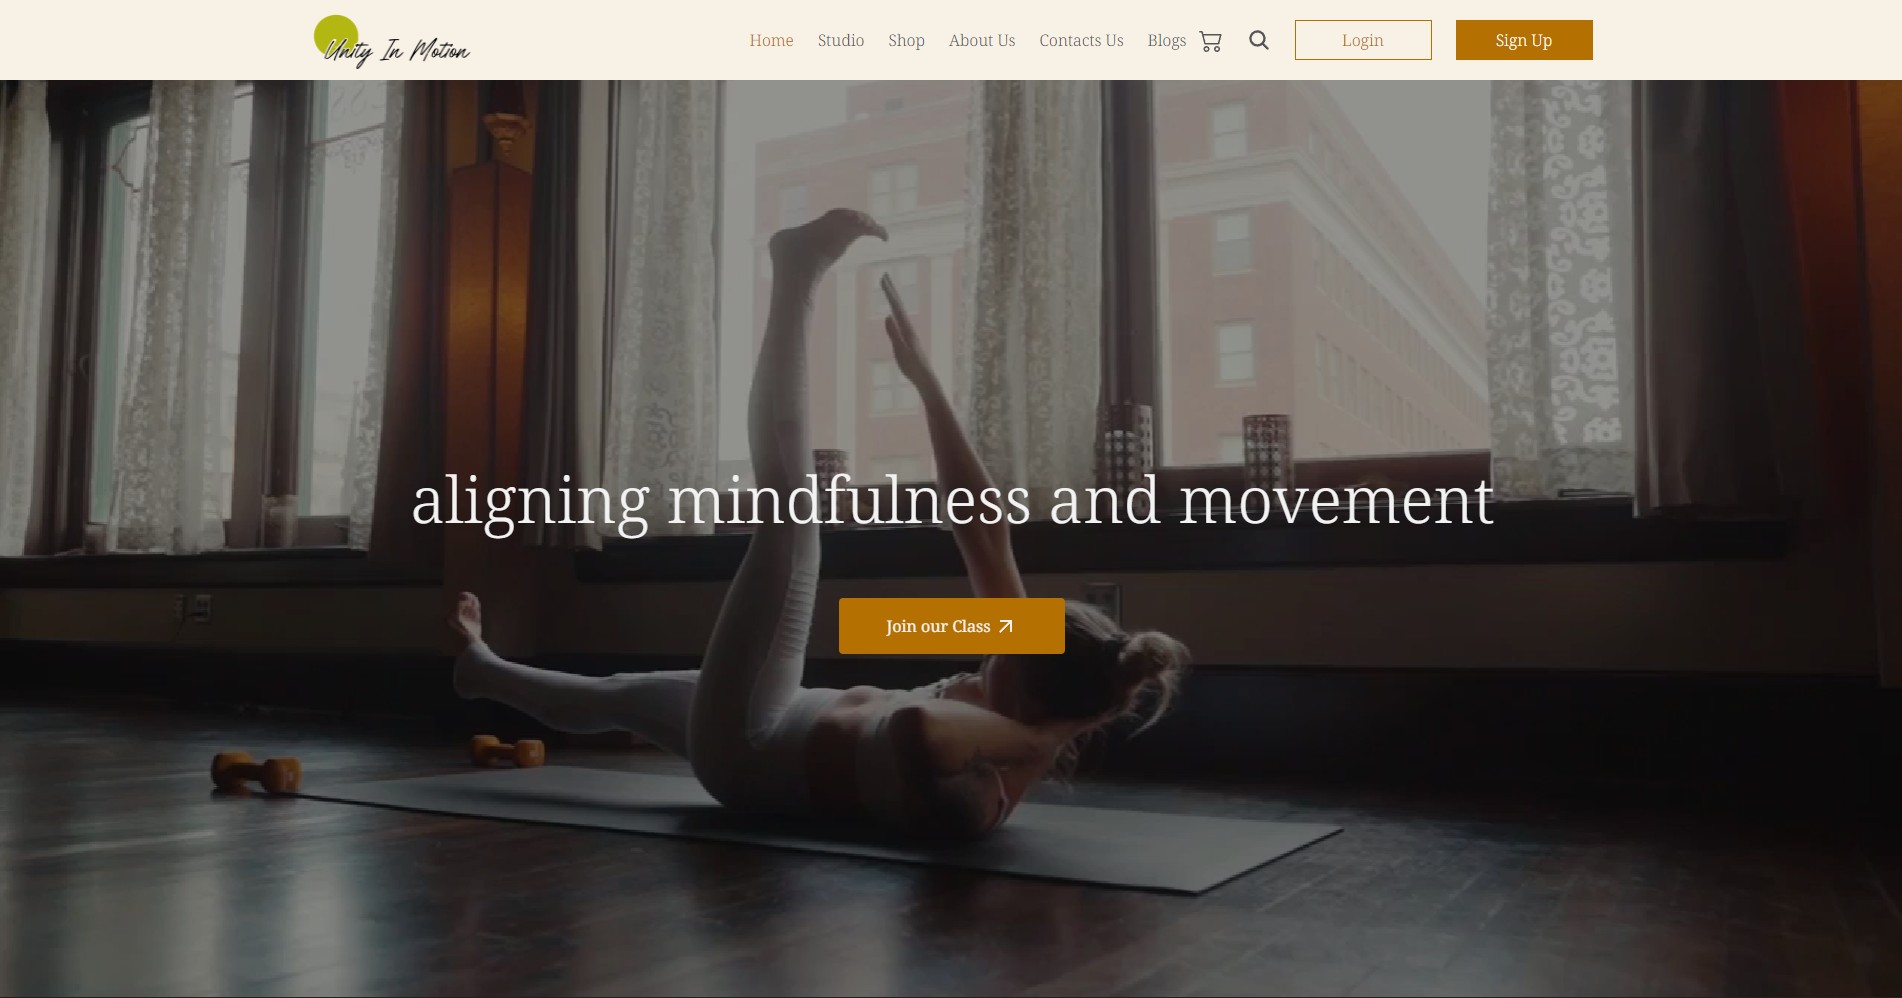 Unity In Motion
Home Studio Shop About Us Contacts Us Blogs Login Sign Up
aligning mindfulness and movement
Join our Class